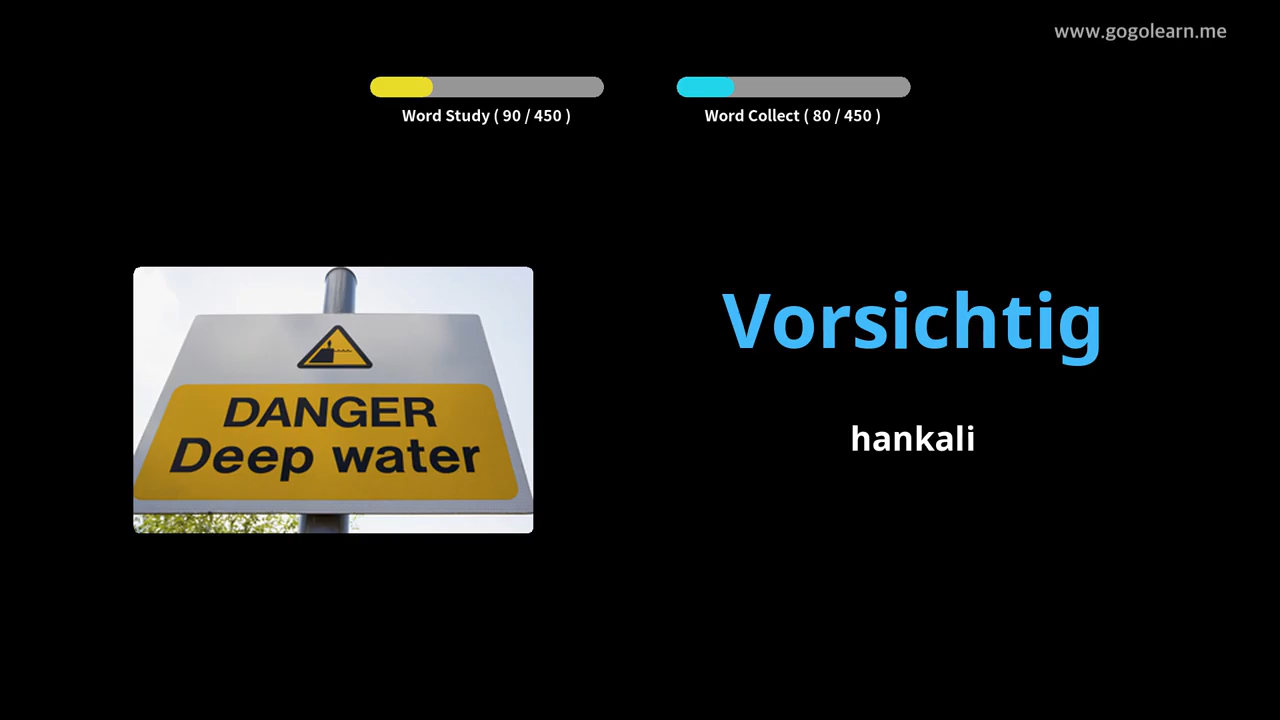 www.gogolearn.me
Word Study ( 90 / 450 )
Word Collect ( 80 / 450 )
DANGER
Deep water
Vorsichtig
hankali